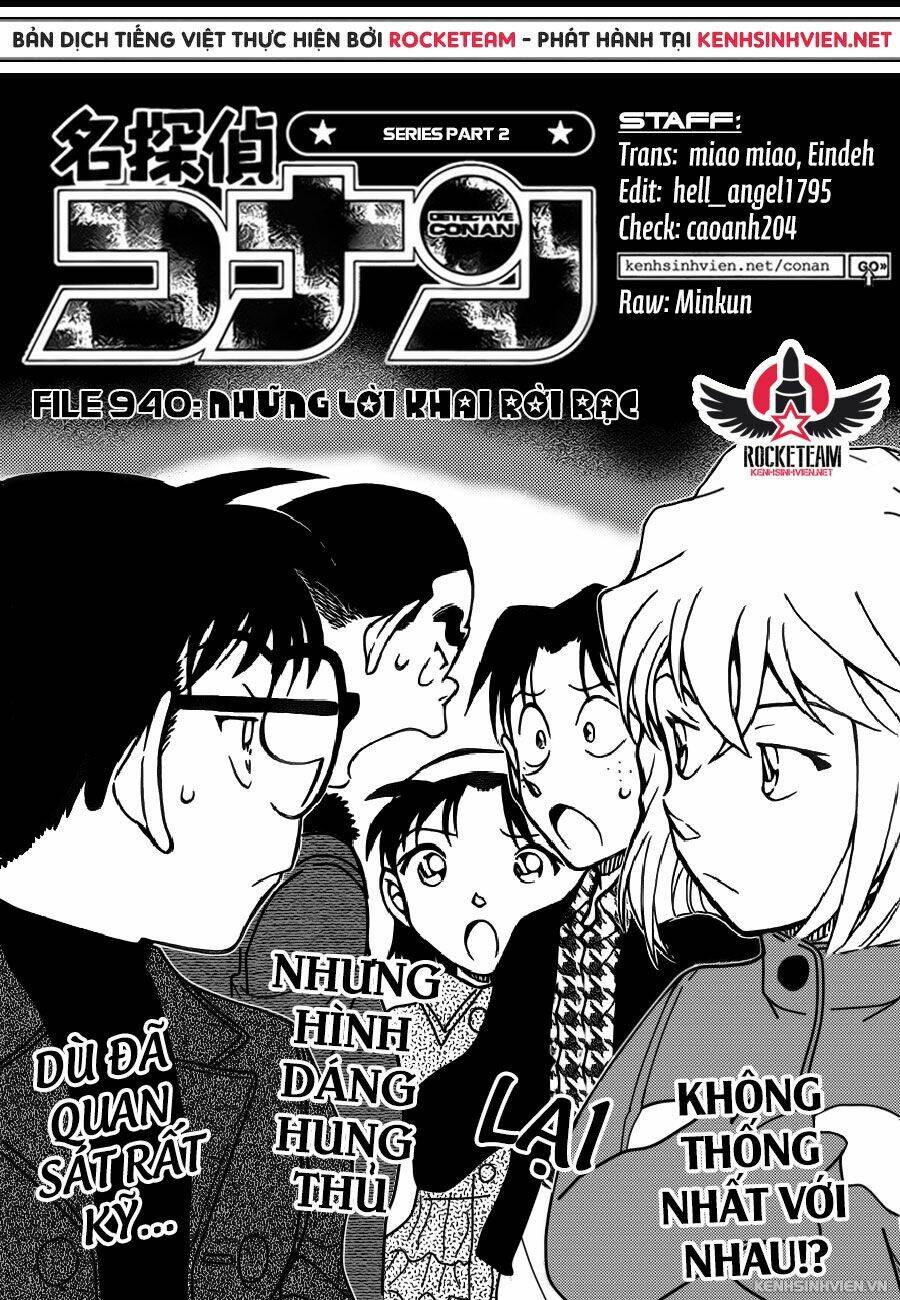 BẢN DỊCH TIẾNG VIỆT THỰC HIỆN BỞI ROCKETEAM - PHÁT HÀNH TẠI KENHSINHVIEN.NET
名探偵
コナン
SERIES PART 2
DETECTIVE
CONAN
STAFF:
Trans: miao miao, Eindeh
Edit: hell_angel1795
Check: caoanh204
kenhsinhvien.net/conan GO»
Raw: Minkun
FILE 940: NHỮNG LỜI KHAI RỜI RẠC
ROCKETEAM
KENHSINHVIEN.NET
DÙ ĐÃ
QUAN
SÁT RẤT
KỸ...
NHƯNG
HÌNH
DÁNG
HUNG
THỦ
LẠI
KHÔNG
THỐNG
NHẤT VỚI
NHAU!?
KENHSINHVIEN.VN